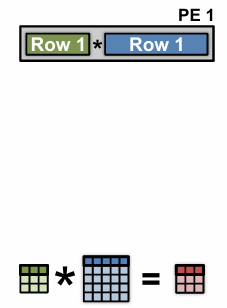 PE 1
Row 1 * Row 1
* =